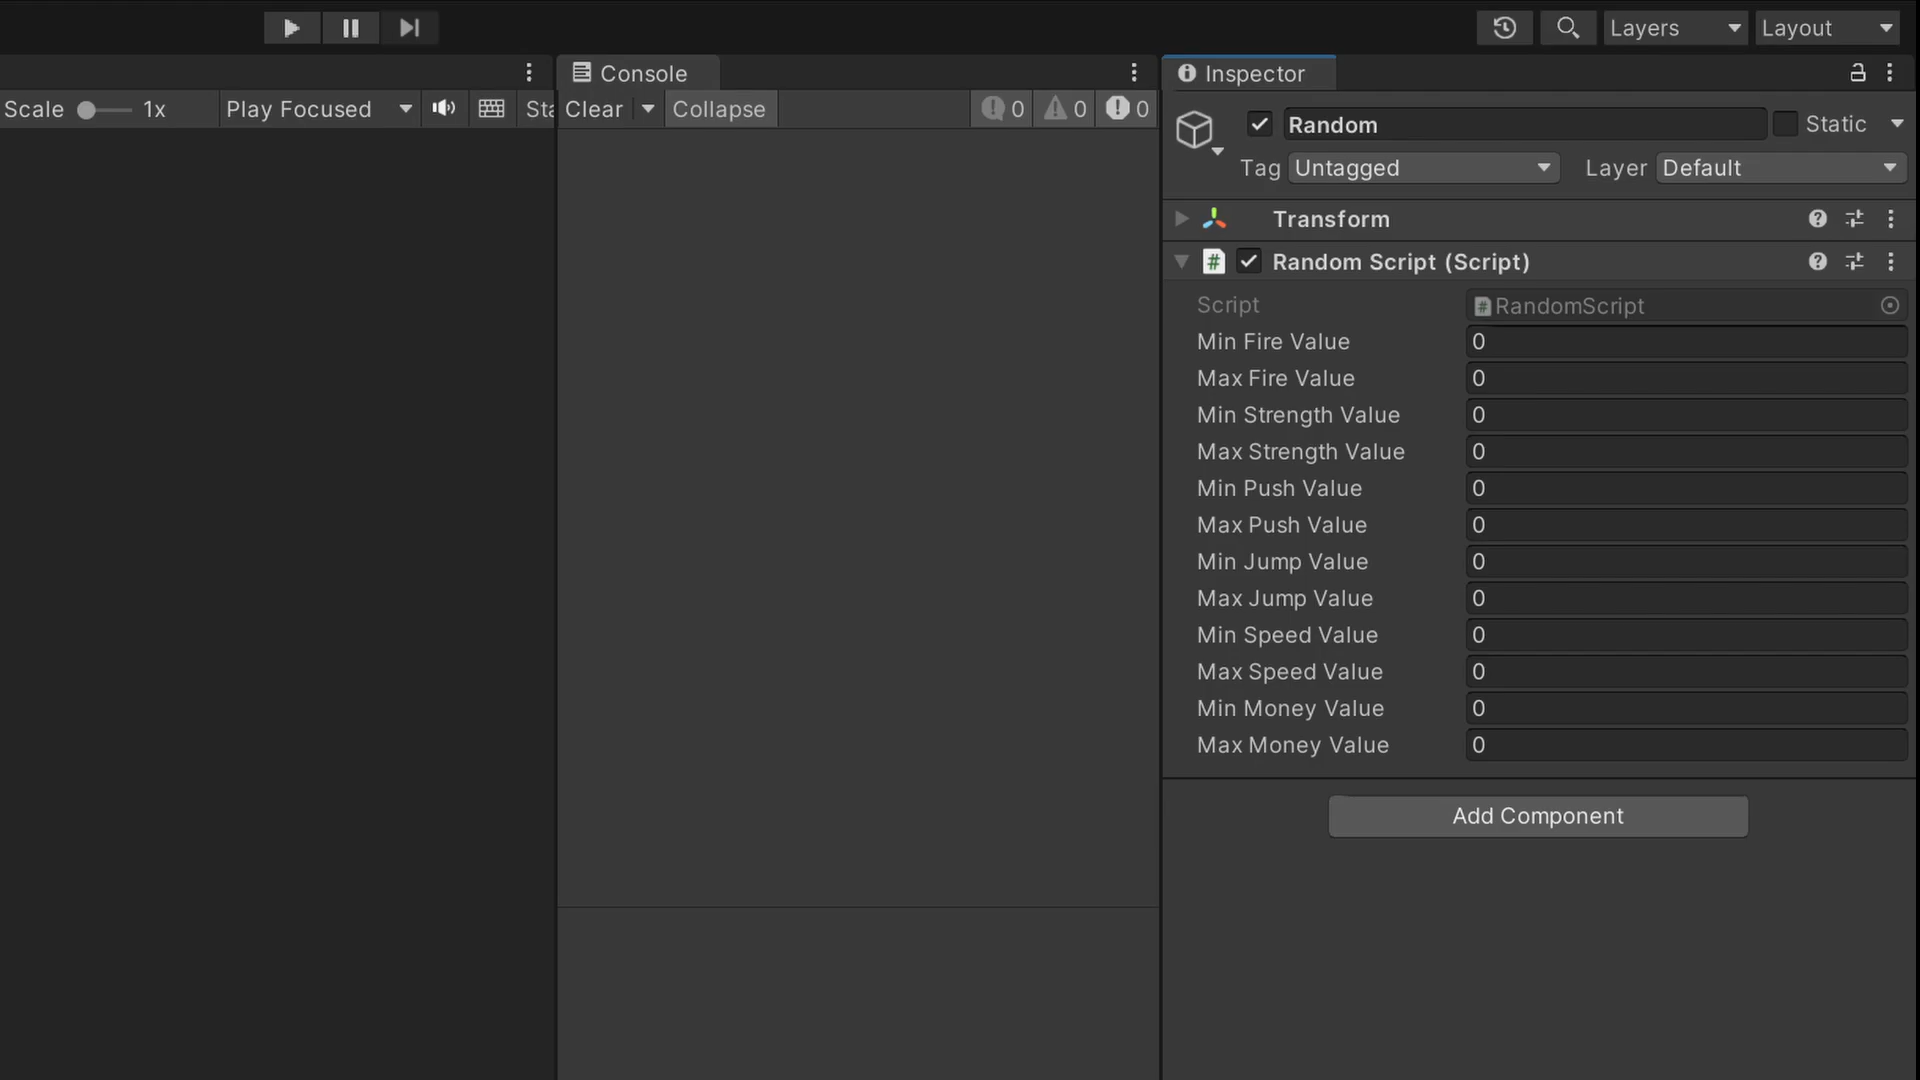 Layers
Layout
Console
Inspector
Scale 1x Play Focused Sta
Clear Collapse 0 0 0
Random Static
Tag Untagged Layer Default
Transform
# Random Script (Script)
Script # RandomScript
Min Fire Value 0
Max Fire Value 0
Min Strength Value 0
Max Strength Value 0
Min Push Value 0
Max Push Value 0
Min Jump Value 0
Max Jump Value 0
Min Speed Value 0
Max Speed Value 0
Min Money Value 0
Max Money Value 0
Add Component